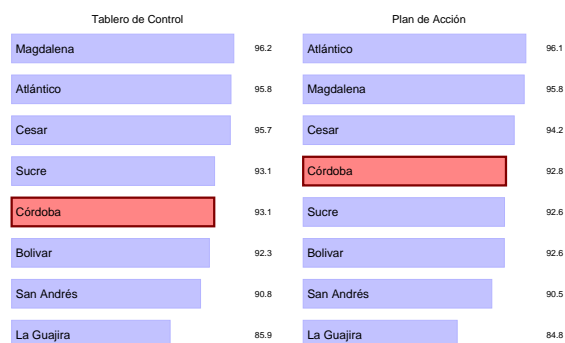 Tablero de Control
Magdalena 96.2
Atlántico 95.8
Cesar 95.7
Sucre 93.1
Córdoba 93.1
Bolivar 92.3
San Andrés 90.8
La Guajira 85.9
Plan de Acción
Atlántico 96.1
Magdalena 95.8
Cesar 94.2
Córdoba 92.8
Sucre 92.6
Bolivar 92.6
San Andrés 90.5
La Guajira 84.8